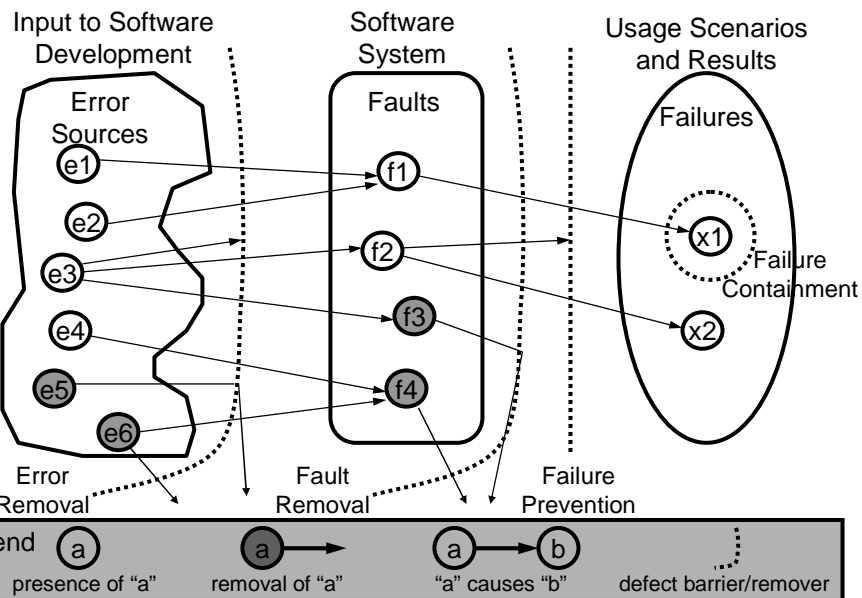 Input to Software
Development
Software
System
Usage Scenarios
and Results
Error
Sources
Faults
Failures
e1
e2
e3
e4
e5
e6
f1
f2
f3
f4
x1
x2
Failure
Containment
Error
Removal
Fault
Removal
Failure
Prevention
end
a
a
a
b
presence of “a”
removal of “a”
“a” causes “b”
defect barrier/remover